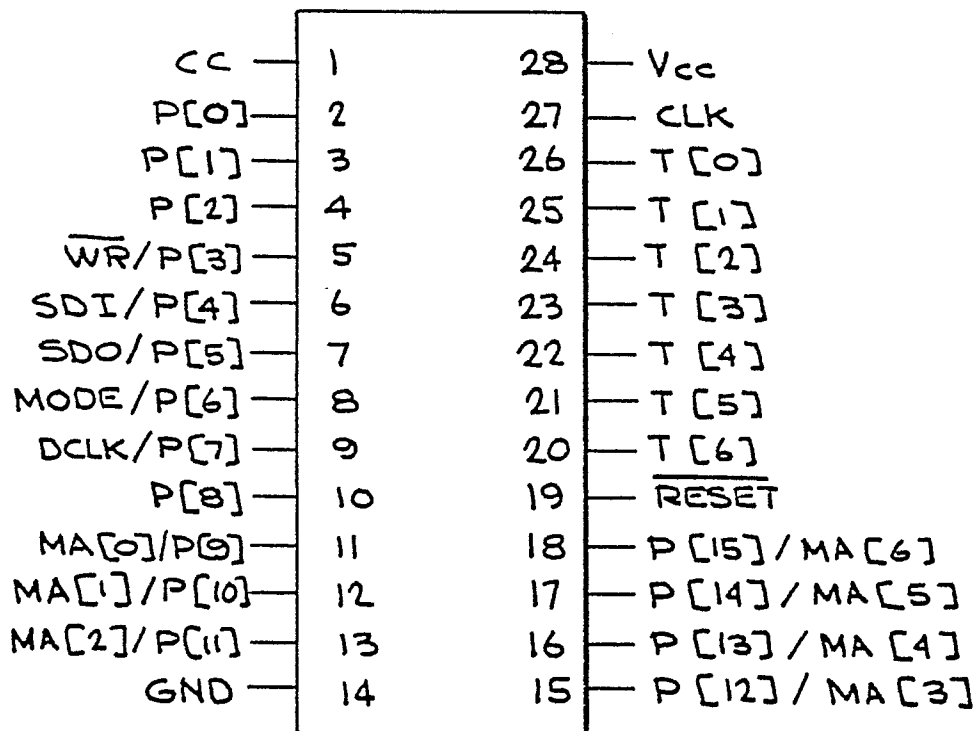 CC 1 28 Vcc
P[0] 2 27 CLK
P[1] 3 26 T[0]
P[2] 4 25 T[1]
W̅R̅/P[3] 5 24 T[2]
SDI/P[4] 6 23 T[3]
SDO/P[5] 7 22 T[4]
MODE/P[6] 8 21 T[5]
DCLK/P[7] 9 20 T[6]
P[8] 10 19 R̅E̅S̅E̅T̅
MA[0]/P[9] 11 18 P[15]/MA[6]
MA[1]/P[10] 12 17 P[14]/MA[5]
MA[2]/P[11] 13 16 P[13]/MA[4]
GND 14 15 P[12]/MA[3]